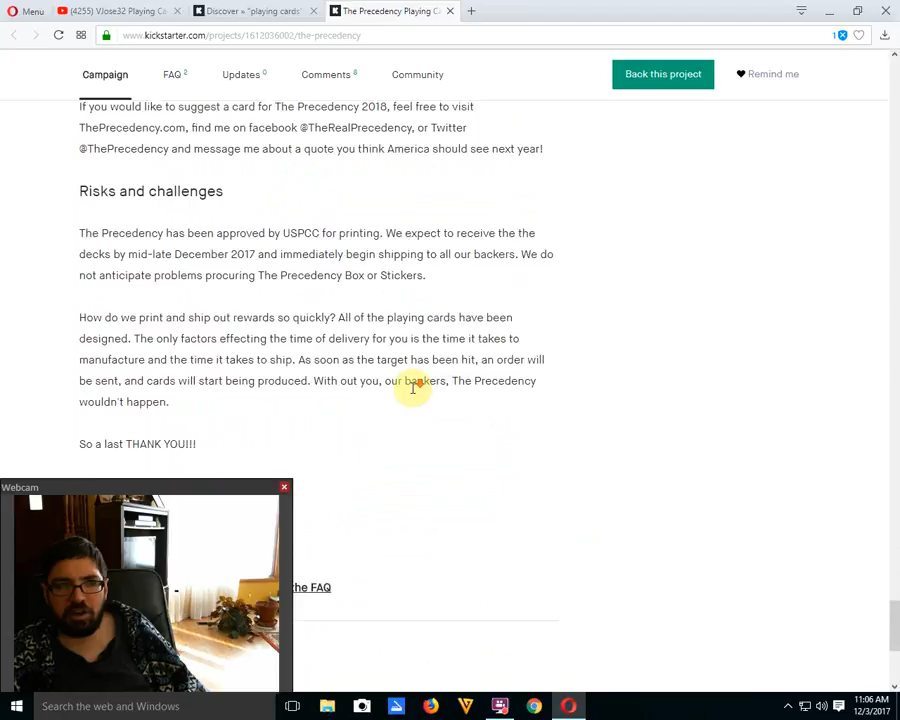 Menu
(4255) VJose32 Playing Ca
Discover » "playing cards"
The Precedency Playing Ca
www.kickstarter.com/projects/1612036002/the-precedency
1
Campaign
FAQ 2
Updates 0
Comments 8
Community
Back this project
Remind me
If you would like to suggest a card for The Precedency 2018, feel free to visit
ThePrecedency.com, find me on facebook @TheRealPrecedency, or Twitter
@ThePrecedency and message me about a quote you think America should see next year!
Risks and challenges
The Precedency has been approved by USPCC for printing. We expect to receive the the
decks by mid-late December 2017 and immediately begin shipping to all our backers. We do
not anticipate problems procuring The Precedency Box or Stickers.
How do we print and ship out rewards so quickly? All of the playing cards have been
designed. The only factors effecting the time of delivery for you is the time it takes to
manufacture and the time it takes to ship. As soon as the target has been hit, an order will
be sent, and cards will start being produced. With out you, our backers, The Precedency
wouldn't happen.
So a last THANK YOU!!!
Webcam
the FAQ
Search the web and Windows
11:06 AM
12/3/2017